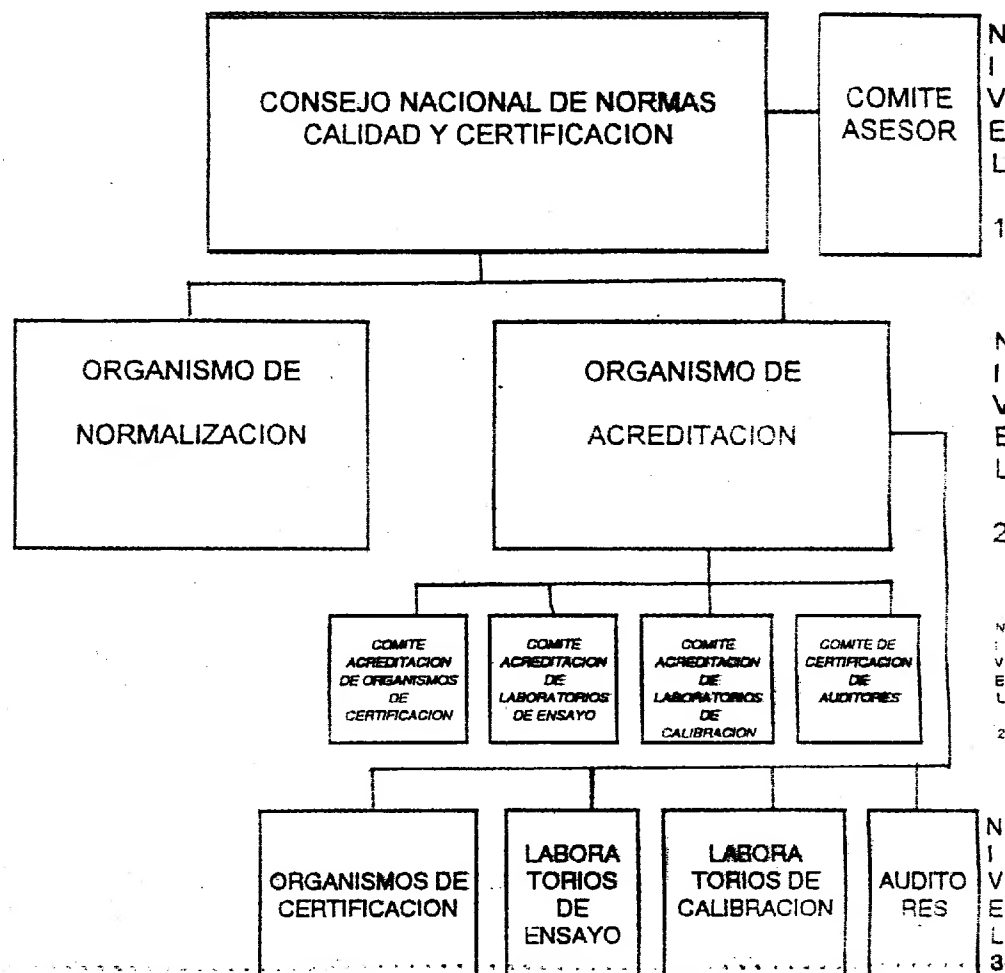 CONSEJO NACIONAL DE NORMAS
CALIDAD Y CERTIFICACION
COMITE
ASESOR
N
I
V
E
L
1
ORGANISMO DE
NORMALIZACION
ORGANISMO DE
ACREDITACION
N
I
V
E
L
2
COMITE
ACREDITACION
DE ORGANISMOS
DE
CERTIFICACION
COMITE
ACREDITACION
DE
LABORATORIOS
DE ENSAYO
COMITE
ACREDITACION
DE
LABORATORIOS
DE
CALIBRACION
COMITE DE
CERTIFICACION
DE
AUDITORES
N
I
V
E
L
2
ORGANISMOS DE
CERTIFICACION
LABORA
TORIOS
DE
ENSAYO
LABORA
TORIOS DE
CALIBRACION
AUDITO
RES
N
I
V
E
L
3